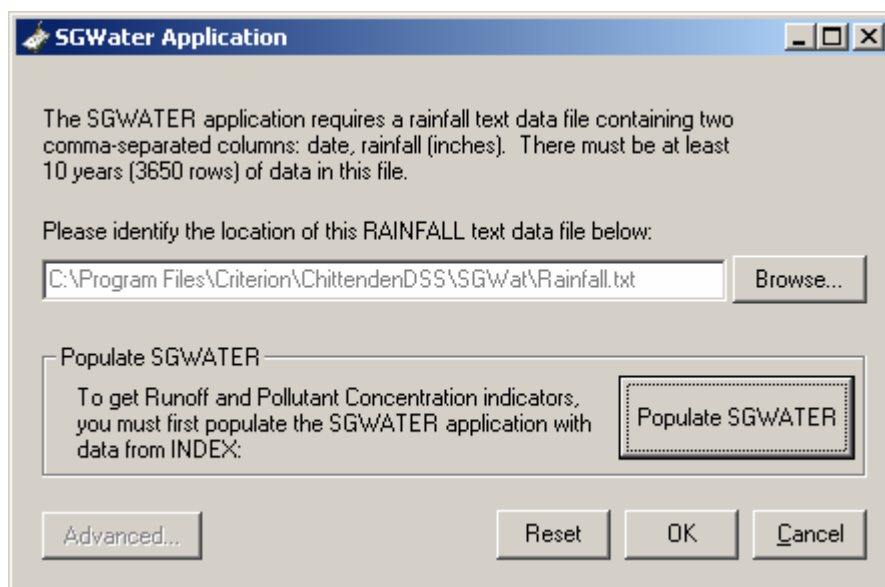 SGWater Application
The SGWATER application requires a rainfall text data file containing two
comma-separated columns: date, rainfall (inches).  There must be at least
10 years (3650 rows) of data in this file.
Please identify the location of this RAINFALL text data file below:
C:\Program Files\Criterion\ChittendenDSS\SGWat\Rainfall.txt
Browse...
Populate SGWATER
To get Runoff and Pollutant Concentration indicators,
you must first populate the SGWATER application with
data from INDEX:
Populate SGWATER
Advanced...
Reset
OK
Cancel